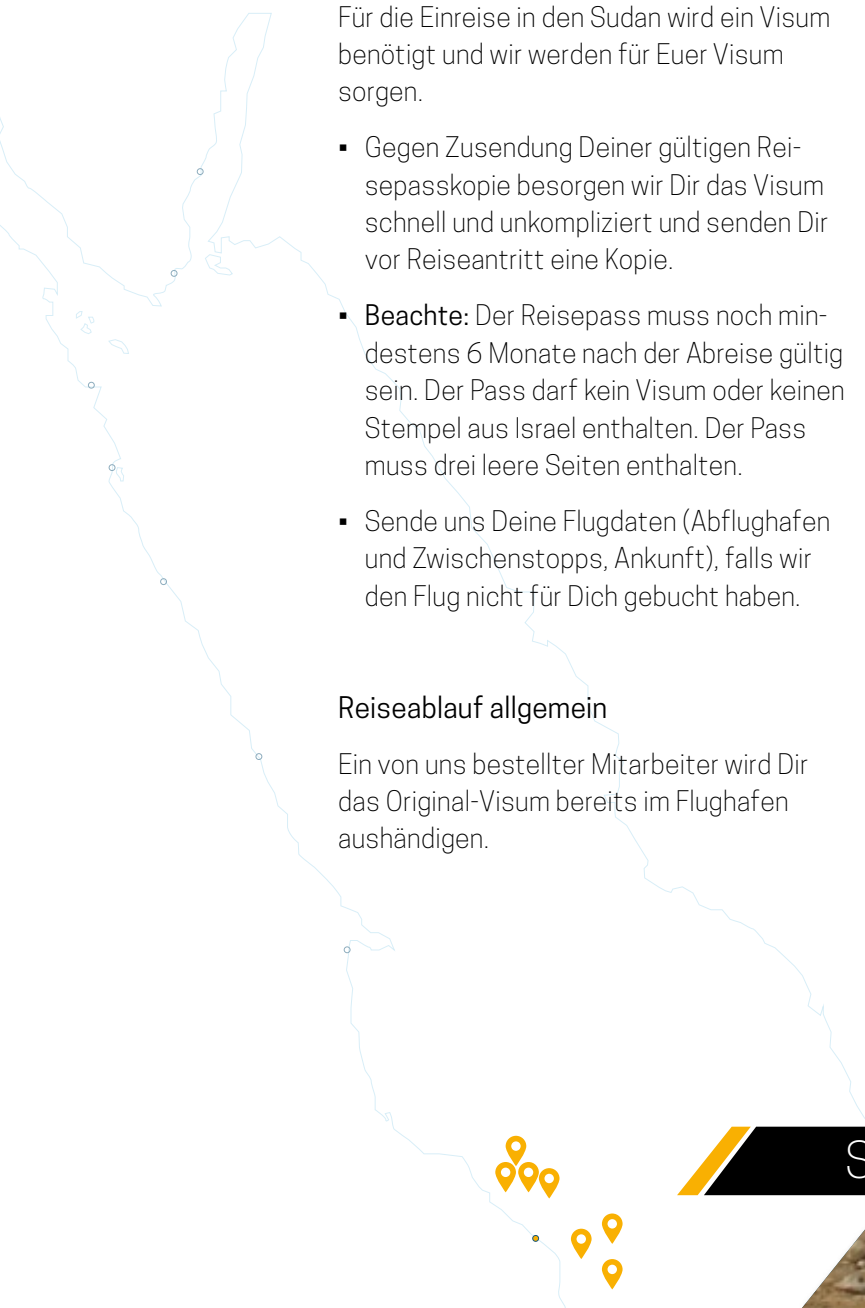 Für die Einreise in den Sudan wird ein Visum
benötigt und wir werden für Euer Visum
sorgen.
▪ Gegen Zusendung Deiner gültigen Rei-
sepasskopie besorgen wir Dir das Visum
schnell und unkompliziert und senden Dir
vor Reiseantritt eine Kopie.
▪ Beachte: Der Reisepass muss noch min-
destens 6 Monate nach der Abreise gültig
sein. Der Pass darf kein Visum oder keinen
Stempel aus Israel enthalten. Der Pass
muss drei leere Seiten enthalten.
▪ Sende uns Deine Flugdaten (Abflughafen
und Zwischenstopps, Ankunft), falls wir
den Flug nicht für Dich gebucht haben.
Reiseablauf allgemein
Ein von uns bestellter Mitarbeiter wird Dir
das Original-Visum bereits im Flughafen
aushändigen.
S